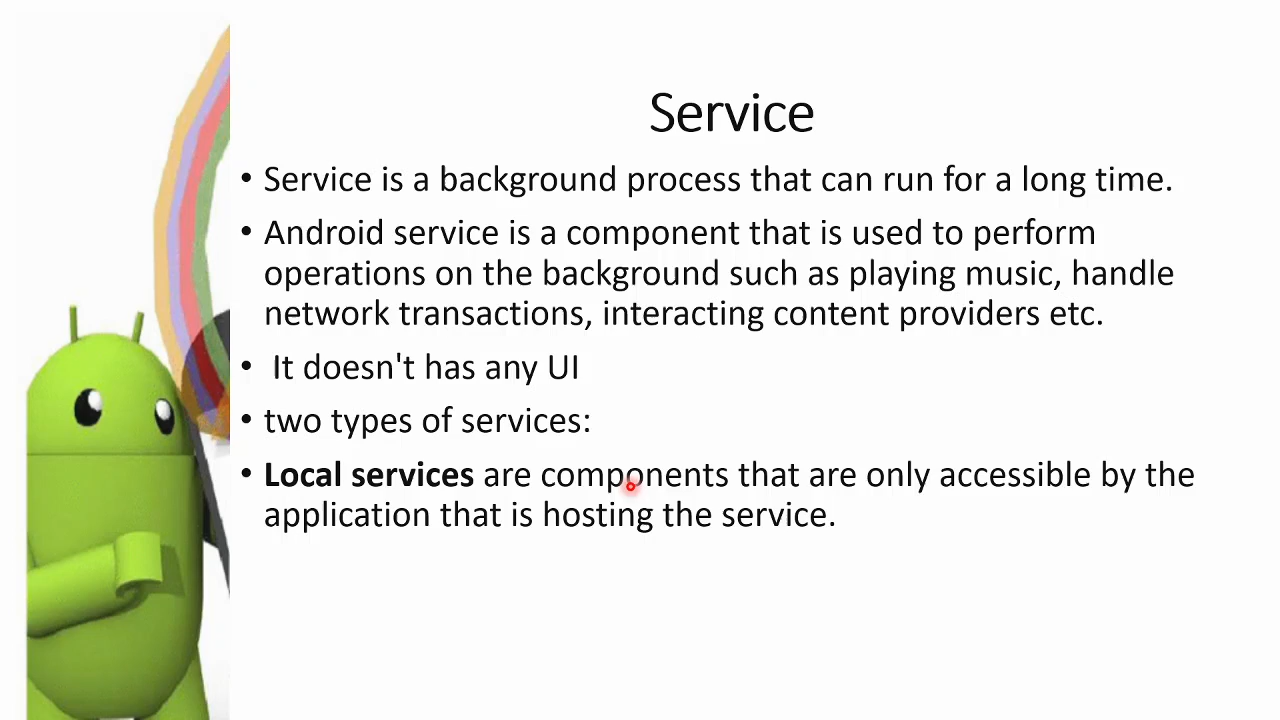 Service
• Service is a background process that can run for a long time.
• Android service is a component that is used to perform
operations on the background such as playing music, handle
network transactions, interacting content providers etc.
• It doesn't has any UI
• two types of services:
• Local services are components that are only accessible by the
application that is hosting the service.